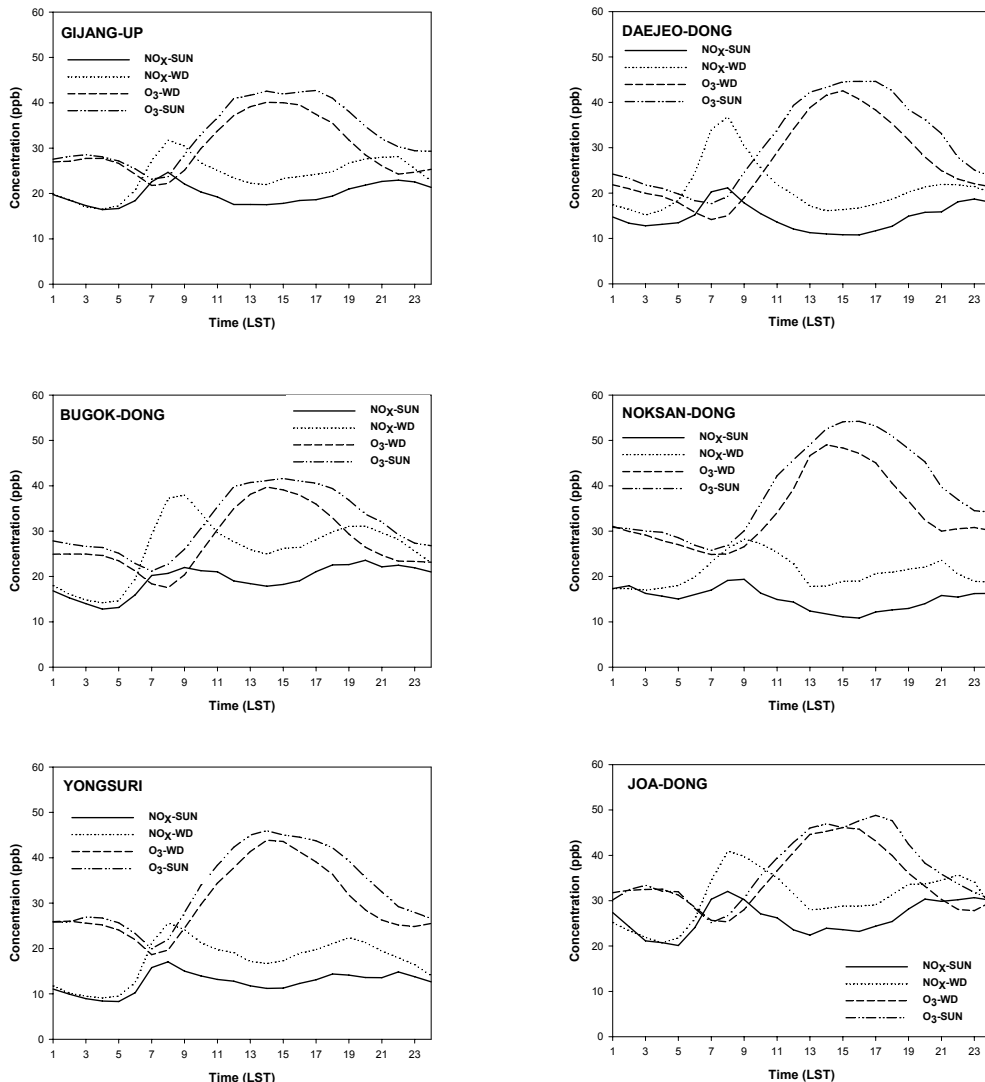 GIJANG-UP
NOX-SUN
NOX-WD
O3-WD
O3-SUN
Concentration (ppb)
60
50
40
30
20
10
0
1 3 5 7 9 11 13 15 17 19 21 23
Time (LST)
DAEJEO-DONG
NOX-SUN
NOX-WD
O3-WD
O3-SUN
Concentration (ppb)
60
50
40
30
20
10
0
1 3 5 7 9 11 13 15 17 19 21 23
Time (LST)
BUGOK-DONG
NOX-SUN
NOX-WD
O3-WD
O3-SUN
Concentration (ppb)
60
50
40
30
20
10
0
1 3 5 7 9 11 13 15 17 19 21 23
Time (LST)
NOKSAN-DONG
NOX-SUN
NOX-WD
O3-WD
O3-SUN
Concentration (ppb)
60
50
40
30
20
10
0
1 3 5 7 9 11 13 15 17 19 21 23
Time (LST)
YONGSURI
NOX-SUN
NOX-WD
O3-WD
O3-SUN
Concentraion (ppb)
60
50
40
30
20
10
0
1 3 5 7 9 11 13 15 17 19 21 23
Time (LST)
JOA-DONG
NOX-SUN
NOX-WD
O3-WD
O3-SUN
Concentration (ppb)
60
50
40
30
20
10
0
1 3 5 7 9 11 13 15 17 19 21 23
Time (LST)